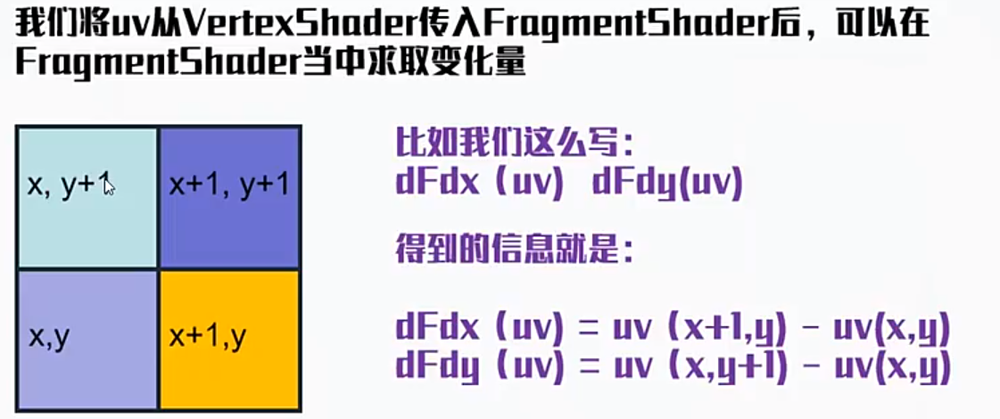 我们将uv从VertexShader传入FragmentShader后，可以在
FragmentShader当中求取变化量
x, y+1
x+1, y+1
x,y
x+1,y
比如我们这么写：
dFdx（uv) dFdy(uv)
得到的信息就是：
dFdx（uv) = uv（x+1,y) - uv(x,y)
dFdy（uv) = uv（x,y+1) - uv(x,y)